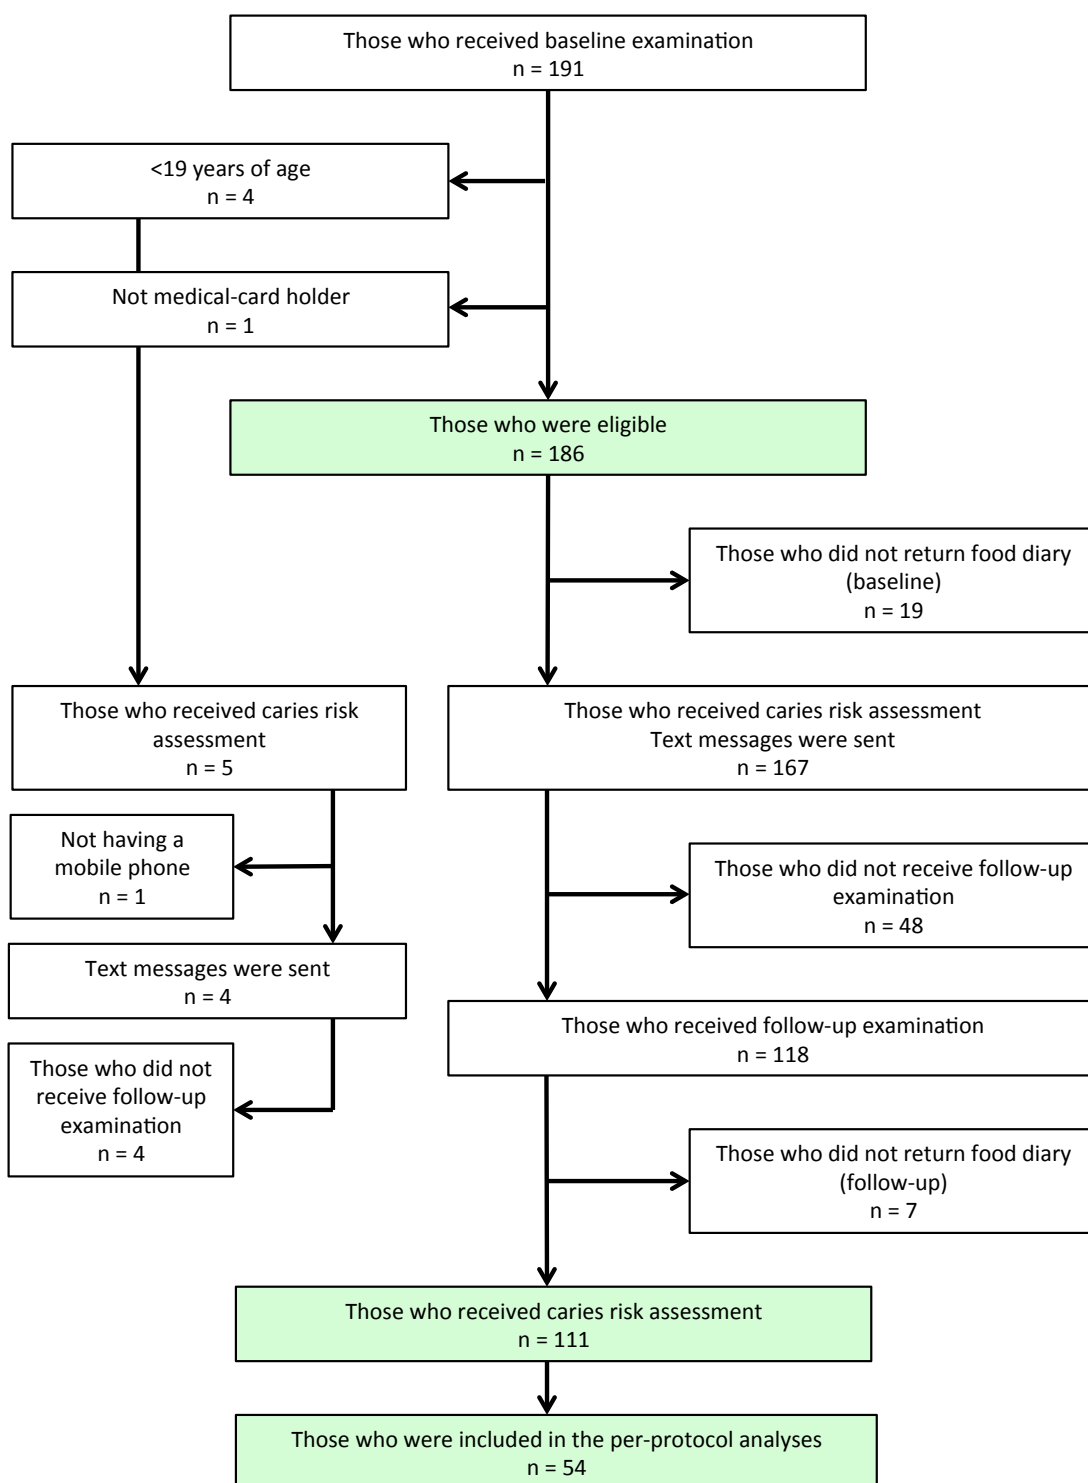 Those who received baseline examination
n = 191
<19 years of age
n = 4
Not medical-card holder
n = 1
Those who were eligible
n = 186
Those who did not return food diary
(baseline)
n = 19
Those who received caries risk
assessment
n = 5
Those who received caries risk assessment
Text messages were sent
n = 167
Not having a
mobile phone
n = 1
Those who did not receive follow-up
examination
n = 48
Text messages were sent
n = 4
Those who received follow-up examination
n = 118
Those who did not
receive follow-up
examination
n = 4
Those who did not return food diary
(follow-up)
n = 7
Those who received caries risk assessment
n = 111
Those who were included in the per-protocol analyses
n = 54